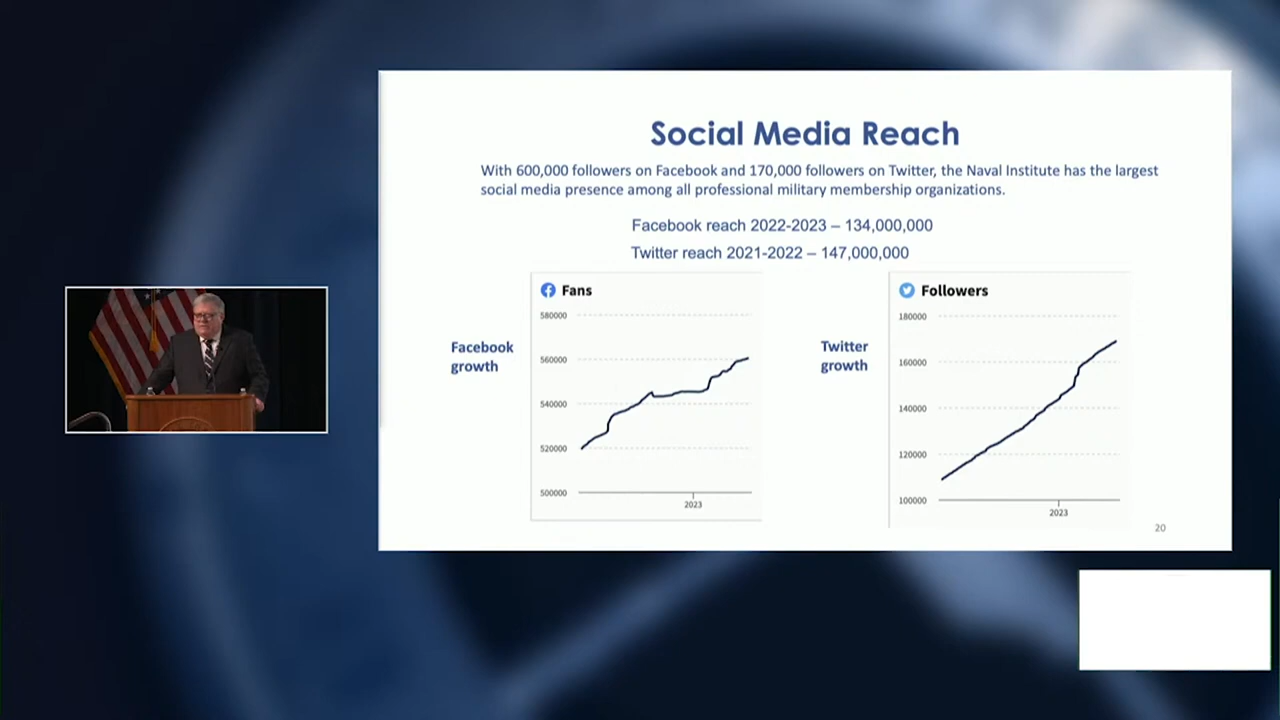 Social Media Reach
With 600,000 followers on Facebook and 170,000 followers on Twitter, the Naval Institute has the largest
social media presence among all professional military membership organizations.
Facebook reach 2022-2023 – 134,000,000
Twitter reach 2021-2022 – 147,000,000
Facebook
growth
Fans
580000
560000
540000
520000
500000
2023
Twitter
growth
Followers
180000
160000
140000
120000
100000
2023
20